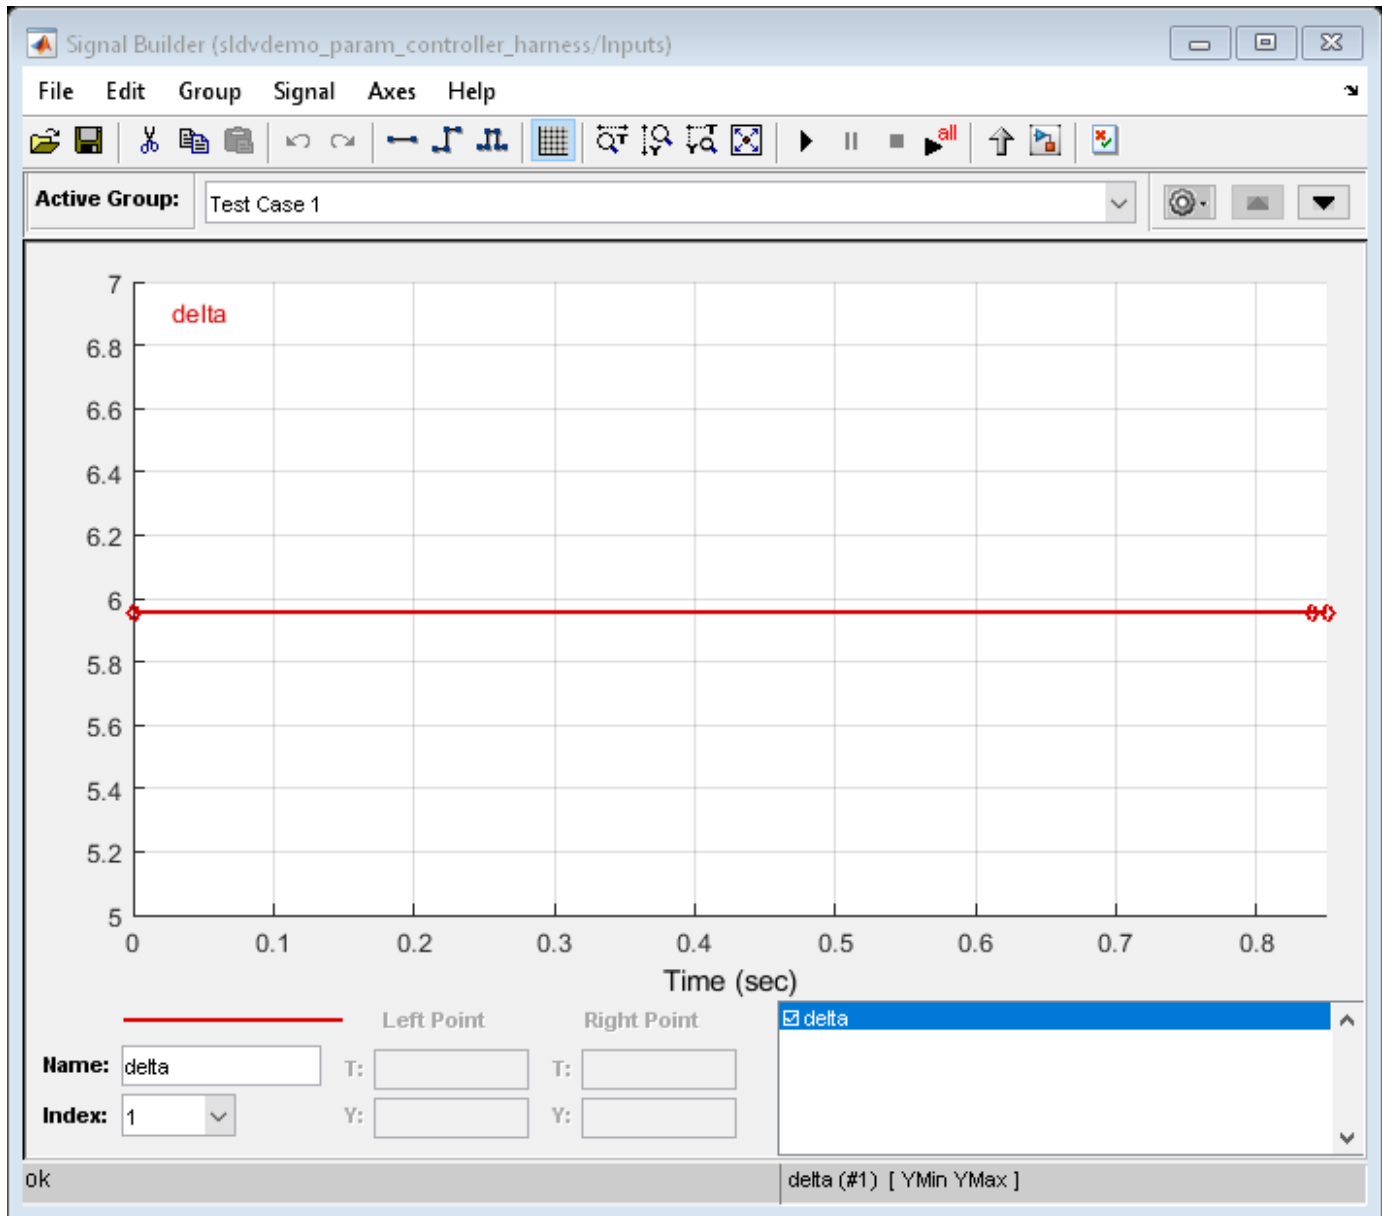 Signal Builder (sldvdemo_param_controller_harness/Inputs)
File Edit Group Signal Axes Help
all
Active Group: Test Case 1
delta
7
6.8
6.6
6.4
6.2
6
5.8
5.6
5.4
5.2
5
0 0.1 0.2 0.3 0.4 0.5 0.6 0.7 0.8
Time (sec)
Left Point Right Point delta
Name: delta T: T:
Index: 1 Y: Y:
ok delta (#1) [ YMin YMax ]